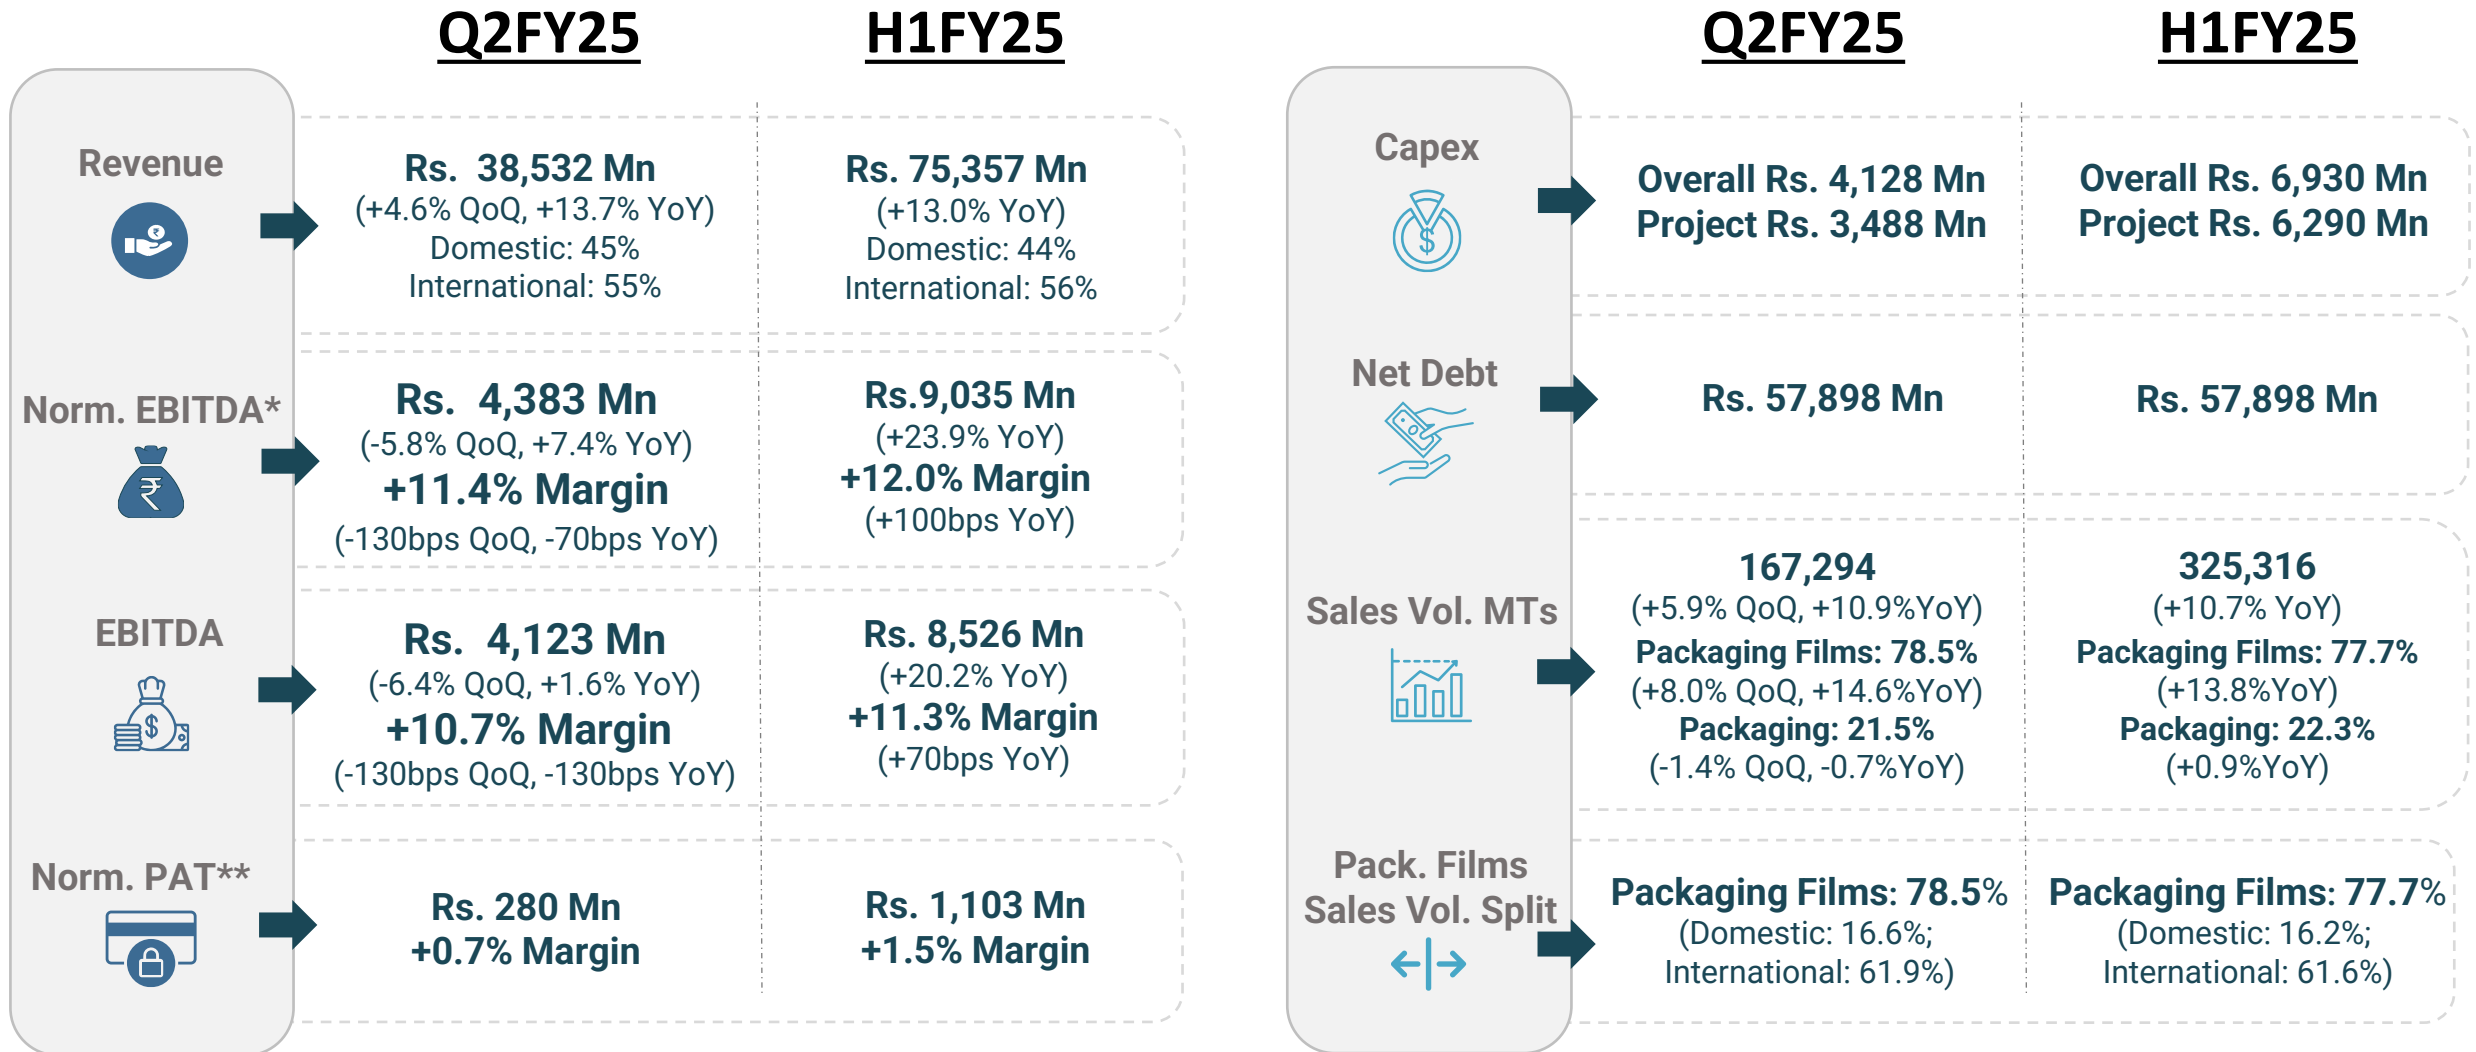 Q2FY25
H1FY25
Revenue
Rs. 38,532 Mn
(+4.6% QoQ, +13.7% YoY)
Domestic: 45%
International: 55%
Rs. 75,357 Mn
(+13.0% YoY)
Domestic: 44%
International: 56%
Norm. EBITDA*
Rs. 4,383 Mn
(-5.8% QoQ, +7.4% YoY)
+11.4% Margin
(-130bps QoQ, -70bps YoY)
Rs.9,035 Mn
(+23.9% YoY)
+12.0% Margin
(+100bps YoY)
EBITDA
Rs. 4,123 Mn
(-6.4% QoQ, +1.6% YoY)
+10.7% Margin
(-130bps QoQ, -130bps YoY)
Rs. 8,526 Mn
(+20.2% YoY)
+11.3% Margin
(+70bps YoY)
Norm. PAT**
Rs. 280 Mn
+0.7% Margin
Rs. 1,103 Mn
+1.5% Margin
Q2FY25
H1FY25
Capex
Overall Rs. 4,128 Mn
Project Rs. 3,488 Mn
Overall Rs. 6,930 Mn
Project Rs. 6,290 Mn
Net Debt
Rs. 57,898 Mn
Rs. 57,898 Mn
Sales Vol. MTs
167,294
(+5.9% QoQ, +10.9%YoY)
Packaging Films: 78.5%
(+8.0% QoQ, +14.6%YoY)
Packaging: 21.5%
(-1.4% QoQ, -0.7%YoY)
325,316
(+10.7% YoY)
Packaging Films: 77.7%
(+13.8%YoY)
Packaging: 22.3%
(+0.9%YoY)
Pack. Films
Sales Vol. Split
Packaging Films: 78.5%
(Domestic: 16.6%;
International: 61.9%)
Packaging Films: 77.7%
(Domestic: 16.2%;
International: 61.6%)